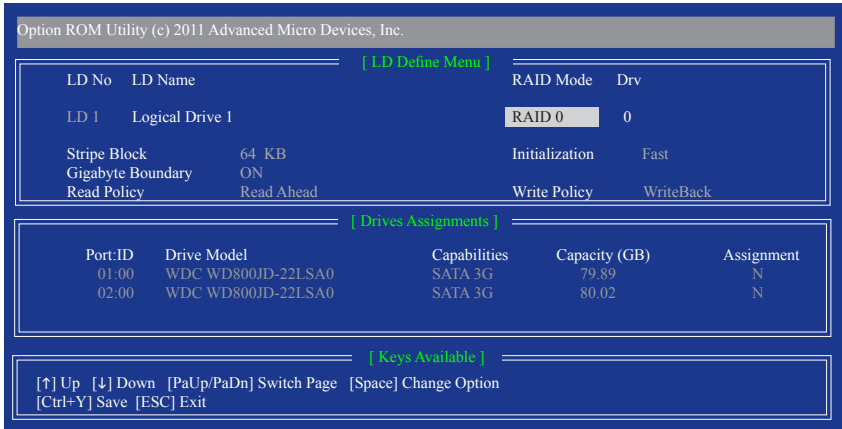 Option ROM Utility (c) 2011 Advanced Micro Devices, Inc.
[ LD Define Menu ]
LD No LD Name RAID Mode Drv
LD 1 Logical Drive 1 RAID 0 0
Stripe Block 64 KB Initialization Fast
Gigabyte Boundary ON
Read Policy Read Ahead Write Policy WriteBack
[ Drives Assignments ]
Port:ID Drive Model Capabilities Capacity (GB) Assignment
01:00 WDC WD800JD-22LSA0 SATA 3G 79.89 N
02:00 WDC WD800JD-22LSA0 SATA 3G 80.02 N
[ Keys Available ]
[↑] Up [↓] Down [PaUp/PaDn] Switch Page [Space] Change Option
[Ctrl+Y] Save [ESC] Exit